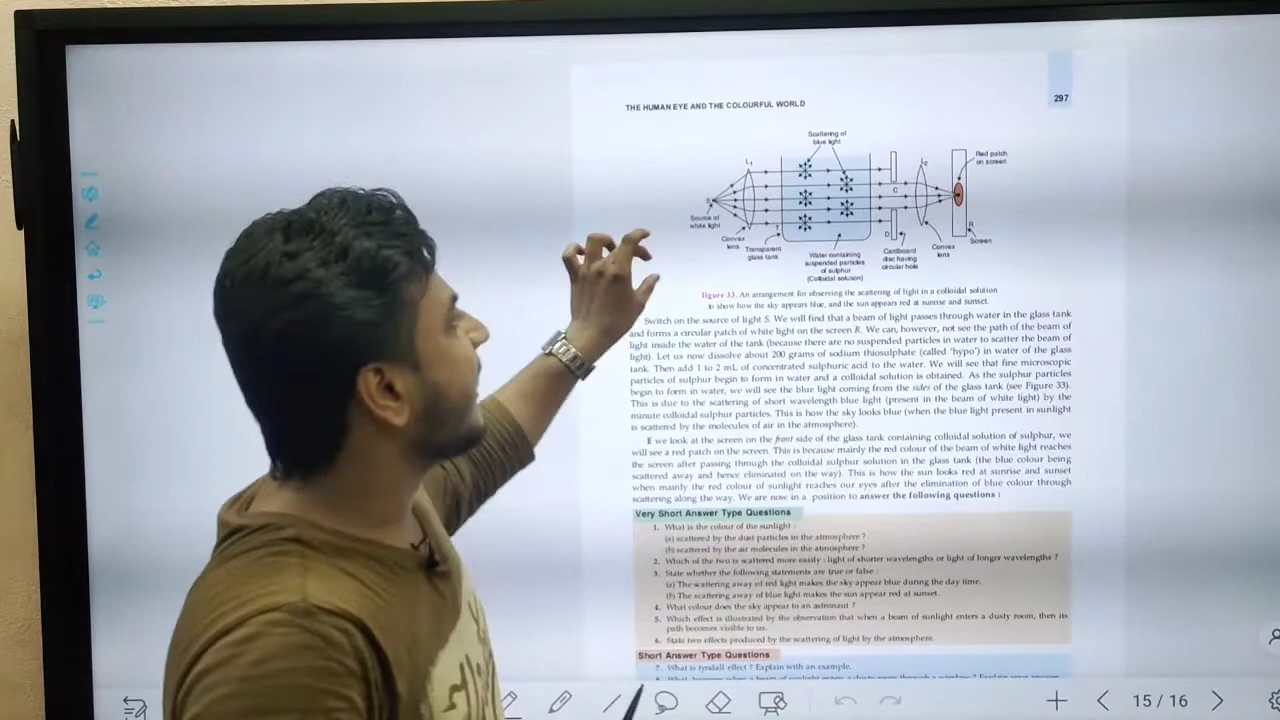 297
THE HUMAN EYE AND THE COLOURFUL WORLD
Scattering of
blue light
L1
L2
Red patch
on screen
S
C
Source of
white light
T
D
R
Convex
lens
Transparent
glass tank
Water containing
suspended particles
of sulphur
(Colloidal solution)
Cardboard
disc having
circular hole
Convex
lens
Screen
Figure 33. An arrangement for observing the scattering of light in a colloidal solution
to show how the sky appears blue, and the sun appears red at sunrise and sunset.
Switch on the source of light S. We will find that a beam of light passes through water in the glass tank
and forms a circular patch of white light on the screen R. We can, however, not see the path of the beam of
light inside the water of the tank (because there are no suspended particles in water to scatter the beam of
light). Let us now dissolve about 200 grams of sodium thiosulphate (called 'hypo') in water of the glass
tank. Then add 1 to 2 mL of concentrated sulphuric acid to the water. We will see that fine microscopic
particles of sulphur begin to form in water and a colloidal solution is obtained. As the sulphur particles
begin to form in water, we will see the blue light coming from the sides of the glass tank (see Figure 33).
This is due to the scattering of short wavelength blue light (present in the beam of white light) by the
minute colloidal sulphur particles. This is how the sky looks blue (when the blue light present in sunlight
is scattered by the molecules of air in the atmosphere).
If we look at the screen on the front side of the glass tank containing colloidal solution of sulphur, we
will see a red patch on the screen. This is because mainly the red colour of the beam of white light reaches
the screen after passing through the colloidal sulphur solution in the glass tank (the blue colour being
scattered away and hence eliminated on the way). This is how the sun looks red at sunrise and sunset
when mainly the red colour of sunlight reaches our eyes after the elimination of blue colour through
scattering along the way. We are now in a position to answer the following questions :
Very Short Answer Type Questions
1. What is the colour of the sunlight :
(a) scattered by the dust particles in the atmosphere ?
(b) scattered by the air molecules in the atmosphere ?
2. Which of the two is scattered more easily : light of shorter wavelengths or light of longer wavelengths ?
3. State whether the following statements are true or false :
(a) The scattering away of red light makes the sky appear blue during the day time.
(b) The scattering away of blue light makes the sun appear red at sunset.
4. What colour does the sky appear to an astronaut ?
5. Which effect is illustrated by the observation that when a beam of sunlight enters a dusty room, then its
path becomes visible to us.
6. State two effects produced by the scattering of light by the atmosphere.
Short Answer Type Questions
7. What is tyndall effect ? Explain with an example.
15 / 16